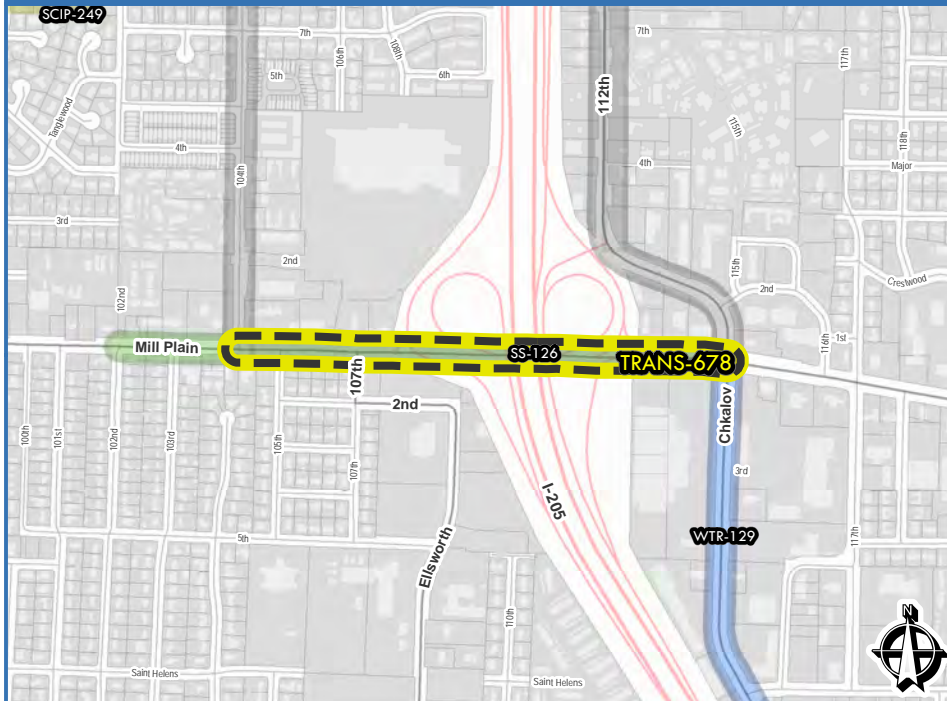 SCIP-249
7th
106th
108th
6th
5th
Tanglewood
4th
104th
3rd
2nd
102nd
Mill Plain
107th
2nd
SS-126
TRANS-678
112th
7th
117th
115th
118th
4th
Major
115th
2nd
Crestwood
116th
1st
100th
101st
102nd
103rd
105th
107th
5th
Ellsworth
I-205
110th
Saint Helens
Saint Helens
Chkalov
3rd
WTR-129
117th
N